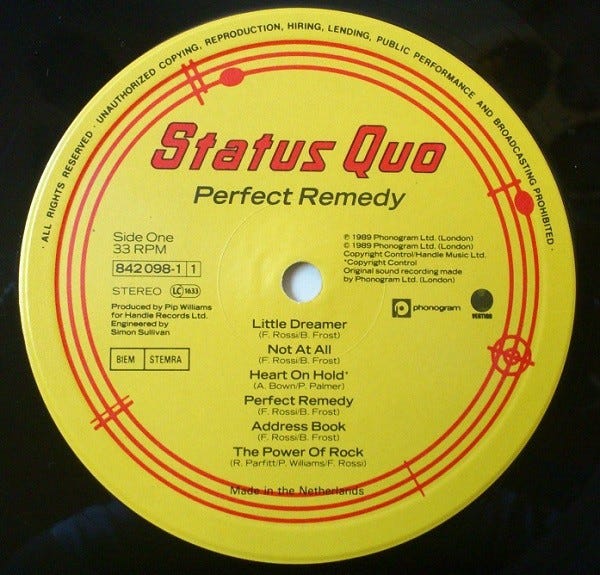 · ALL RIGHTS RESERVED · UNAUTHORIZED COPYING, REPRODUCTION, HIRING, LENDING, PUBLIC PERFORMANCE AND BROADCASTING PROHIBITED ·
Status Quo
Perfect Remedy
Side One
33 RPM
842 098-1 1
STEREO LC 1633
Produced by Pip Williams
for Handle Records Ltd.
Engineered by
Simon Sullivan
BIEM STEMRA
℗ 1989 Phonogram Ltd. (London)
© 1989 Phonogram Ltd. (London)
Copyright Control/Handle Music Ltd.
*Copyright Control
Original sound recording made
by Phonogram Ltd. (London)
p phonogram
VERTIGO
Little Dreamer
(F. Rossi/B. Frost)
Not At All
(F. Rossi/B. Frost)
Heart On Hold*
(A. Bown/P. Palmer)
Perfect Remedy
(F. Rossi/B. Frost)
Address Book
(F. Rossi/B. Frost)
The Power Of Rock
(R. Parfitt/P. Williams/F. Rossi)
Made in the Netherlands